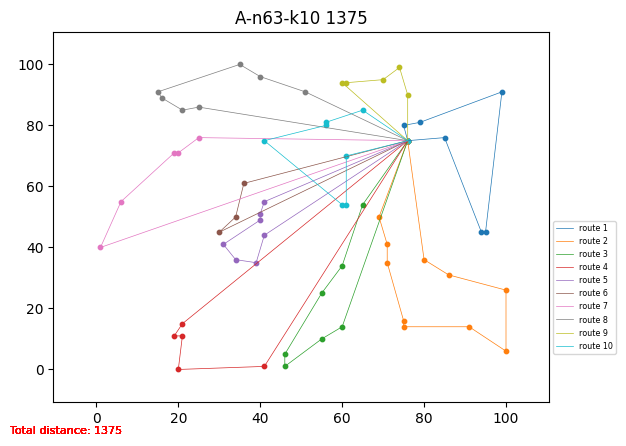 A-n63-k10 1375
100
80
60
40
20
0
0 20 40 60 80 100
route 1
route 2
route 3
route 4
route 5
route 6
route 7
route 8
route 9
route 10
Total distance: 1375